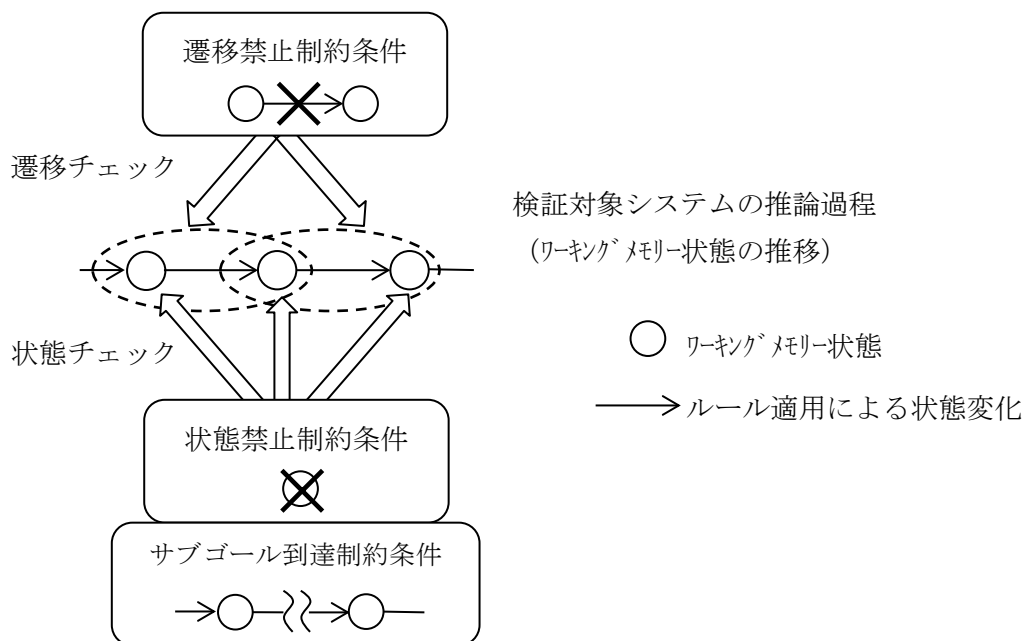 遷移禁止制約条件
遷移チェック
検証対象システムの推論過程
（ﾜｰｷﾝｸﾞﾒﾓﾘｰ状態の推移）
状態チェック
ﾜｰｷﾝｸﾞﾒﾓﾘｰ状態
ルール適用による状態変化
状態禁止制約条件
サブゴール到達制約条件